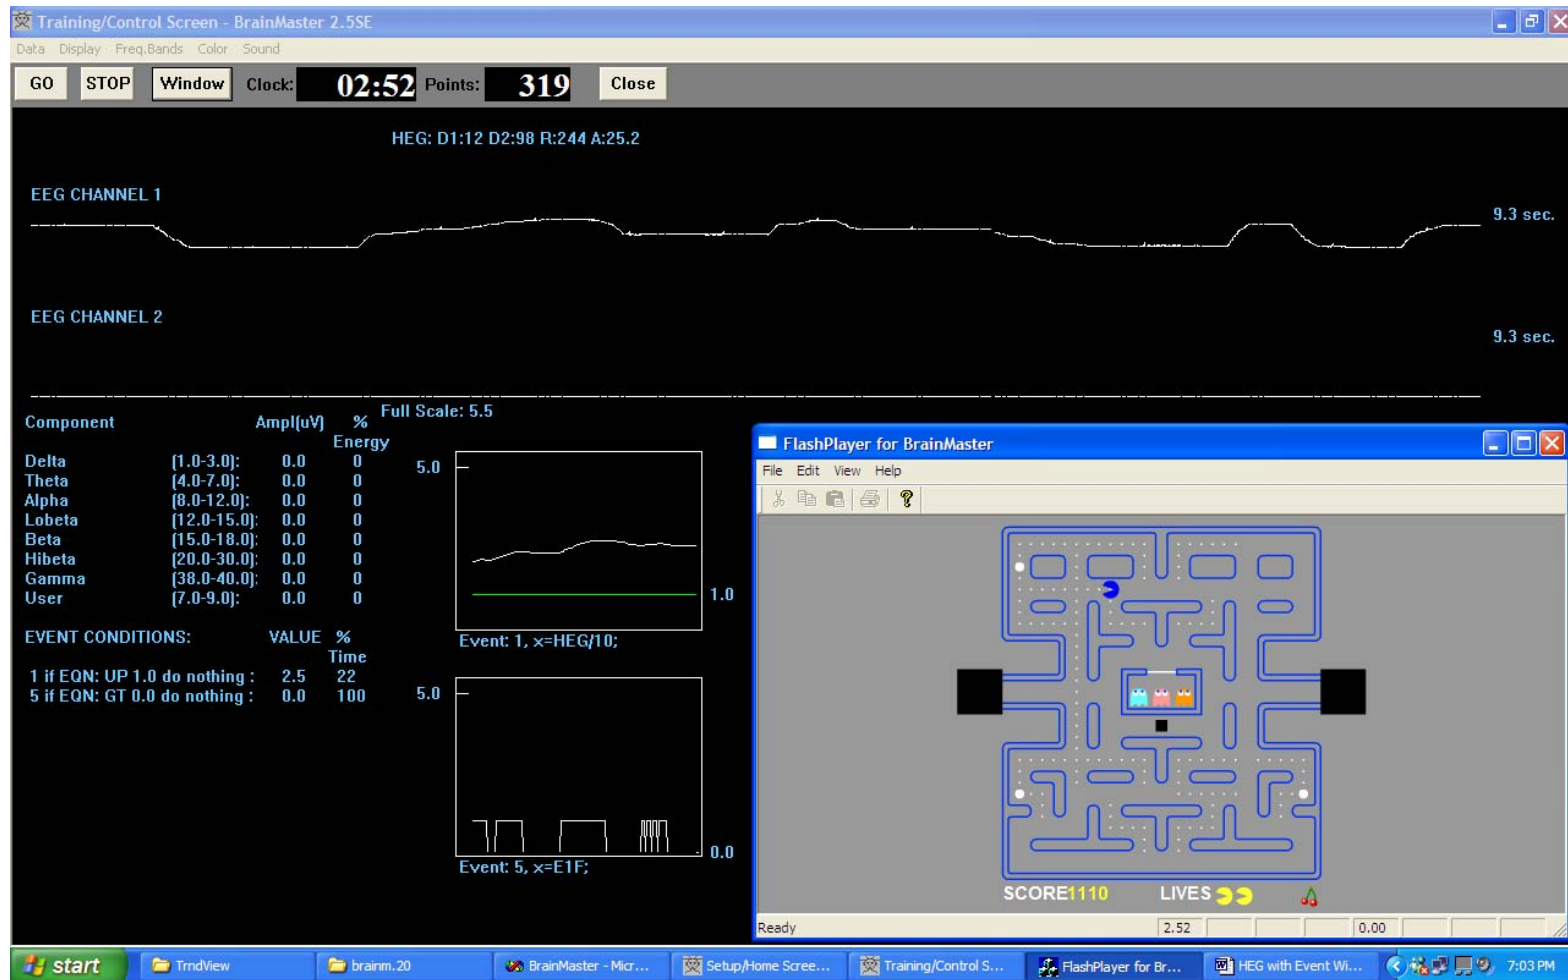 Training/Control Screen - BrainMaster 2.5SE
Data Display Freq.Bands Color Sound
GO STOP Window Clock: 02:52 Points: 319 Close
HEG: D1:12 D2:98 R:244 A:25.2
EEG CHANNEL 1
9.3 sec.
EEG CHANNEL 2
9.3 sec.
Full Scale: 5.5
Component Ampl(uV) % Energy
Delta (1.0-3.0): 0.0 0
Theta (4.0-7.0): 0.0 0
Alpha (8.0-12.0): 0.0 0
Lobeta (12.0-15.0): 0.0 0
Beta (15.0-18.0): 0.0 0
Hibeta (20.0-30.0): 0.0 0
Gamma (38.0-40.0): 0.0 0
User (7.0-9.0): 0.0 0
EVENT CONDITIONS: VALUE % Time
1 if EQN: UP 1.0 do nothing : 2.5 22
5 if EQN: GT 0.0 do nothing : 0.0 100
5.0
1.0
Event: 1, x=HEG/10;
5.0
0.0
Event: 5, x=E1F;
FlashPlayer for BrainMaster
File Edit View Help
SCORE1110 LIVES
Ready 2.52 0.00
start TrndView brainm.20 BrainMaster - Micr... Setup/Home Scree... Training/Control S... FlashPlayer for Br... HEG with Event Wi... 7:03 PM